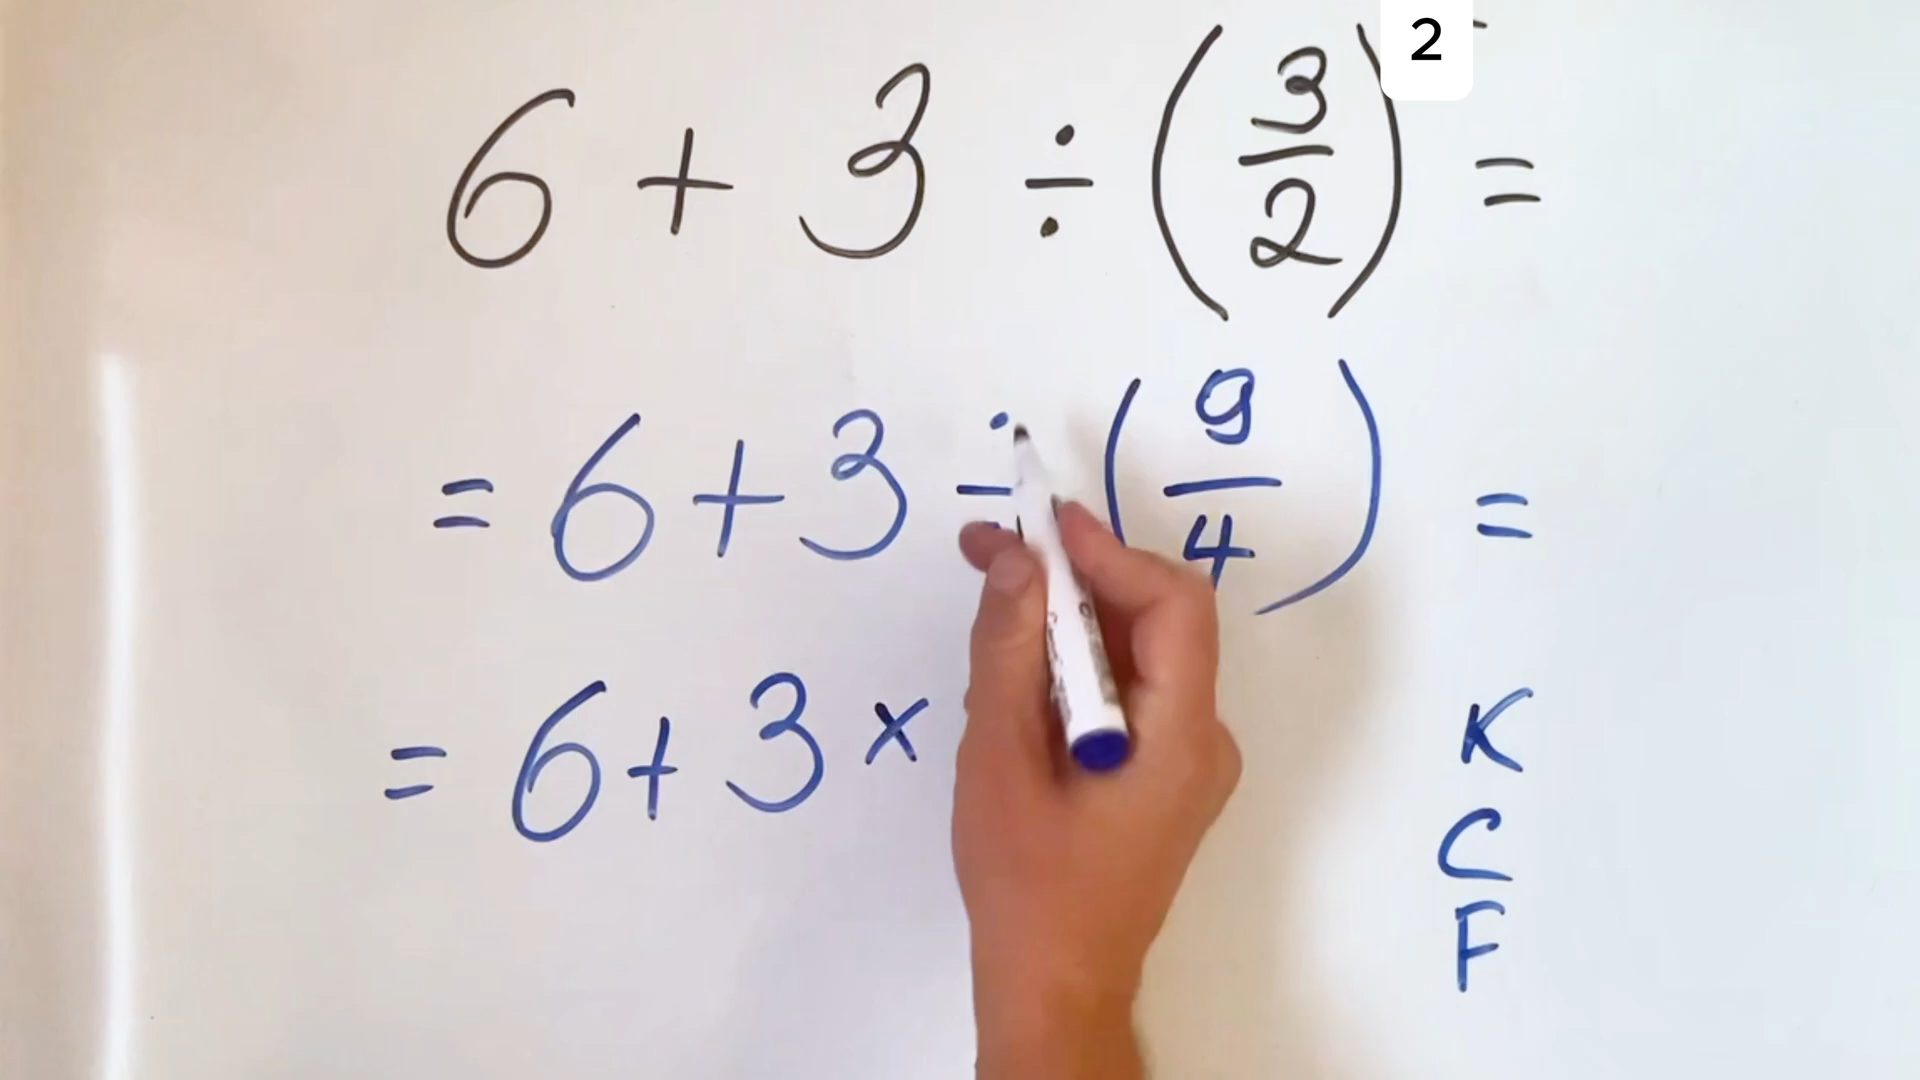 6 + 3 ÷ (3/2)² =
= 6 + 3 ÷ (9/4) =
= 6 + 3 ×
K
C
F